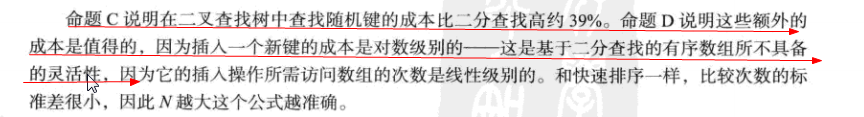 命题 C 说明在二叉查找树中查找随机键的成本比二分查找高约 39%。命题 D 说明这些额外的
成本是值得的，因为插入一个新键的成本是对数级别的——这是基于二分查找的有序数组所不具备
的灵活性，因为它的插入操作所需访问数组的次数是线性级别的。和快速排序一样，比较次数的标
准差很小，因此 N 越大这个公式越准确。